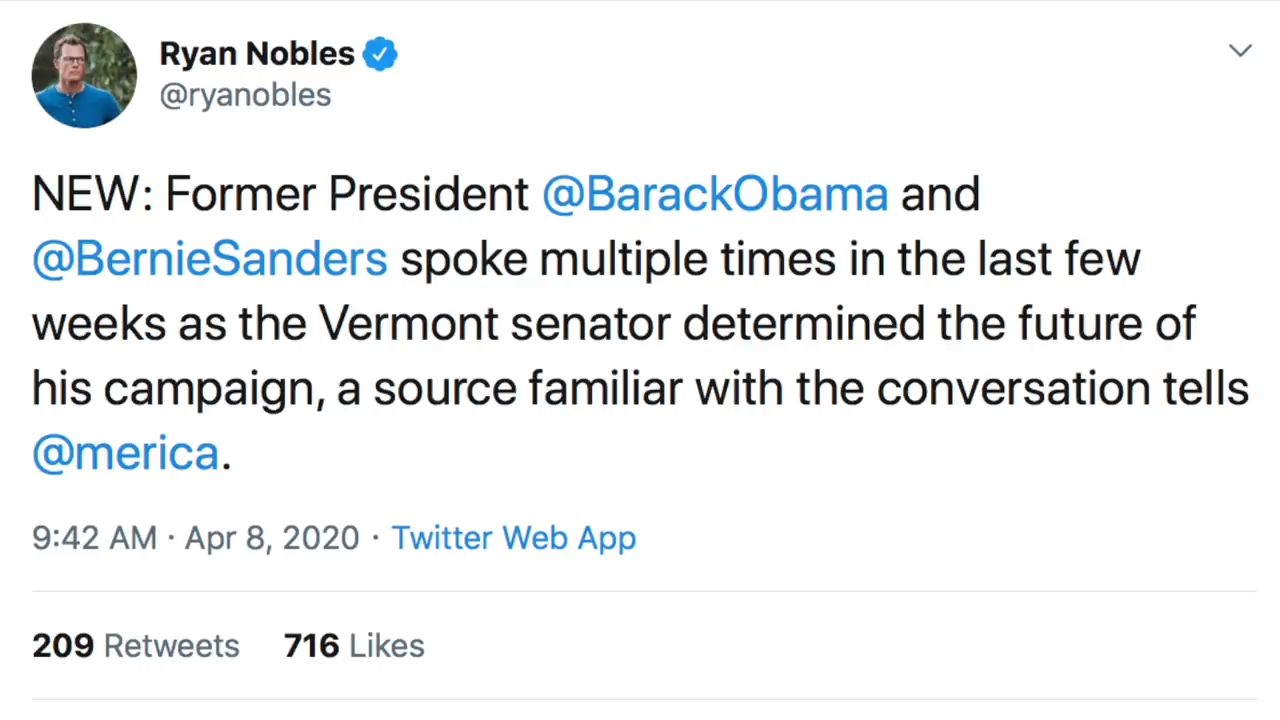 Ryan Nobles
@ryanobles
NEW: Former President @BarackObama and
@BernieSanders spoke multiple times in the last few
weeks as the Vermont senator determined the future of
his campaign, a source familiar with the conversation tells
@merica.
9:42 AM · Apr 8, 2020 · Twitter Web App
209 Retweets 716 Likes